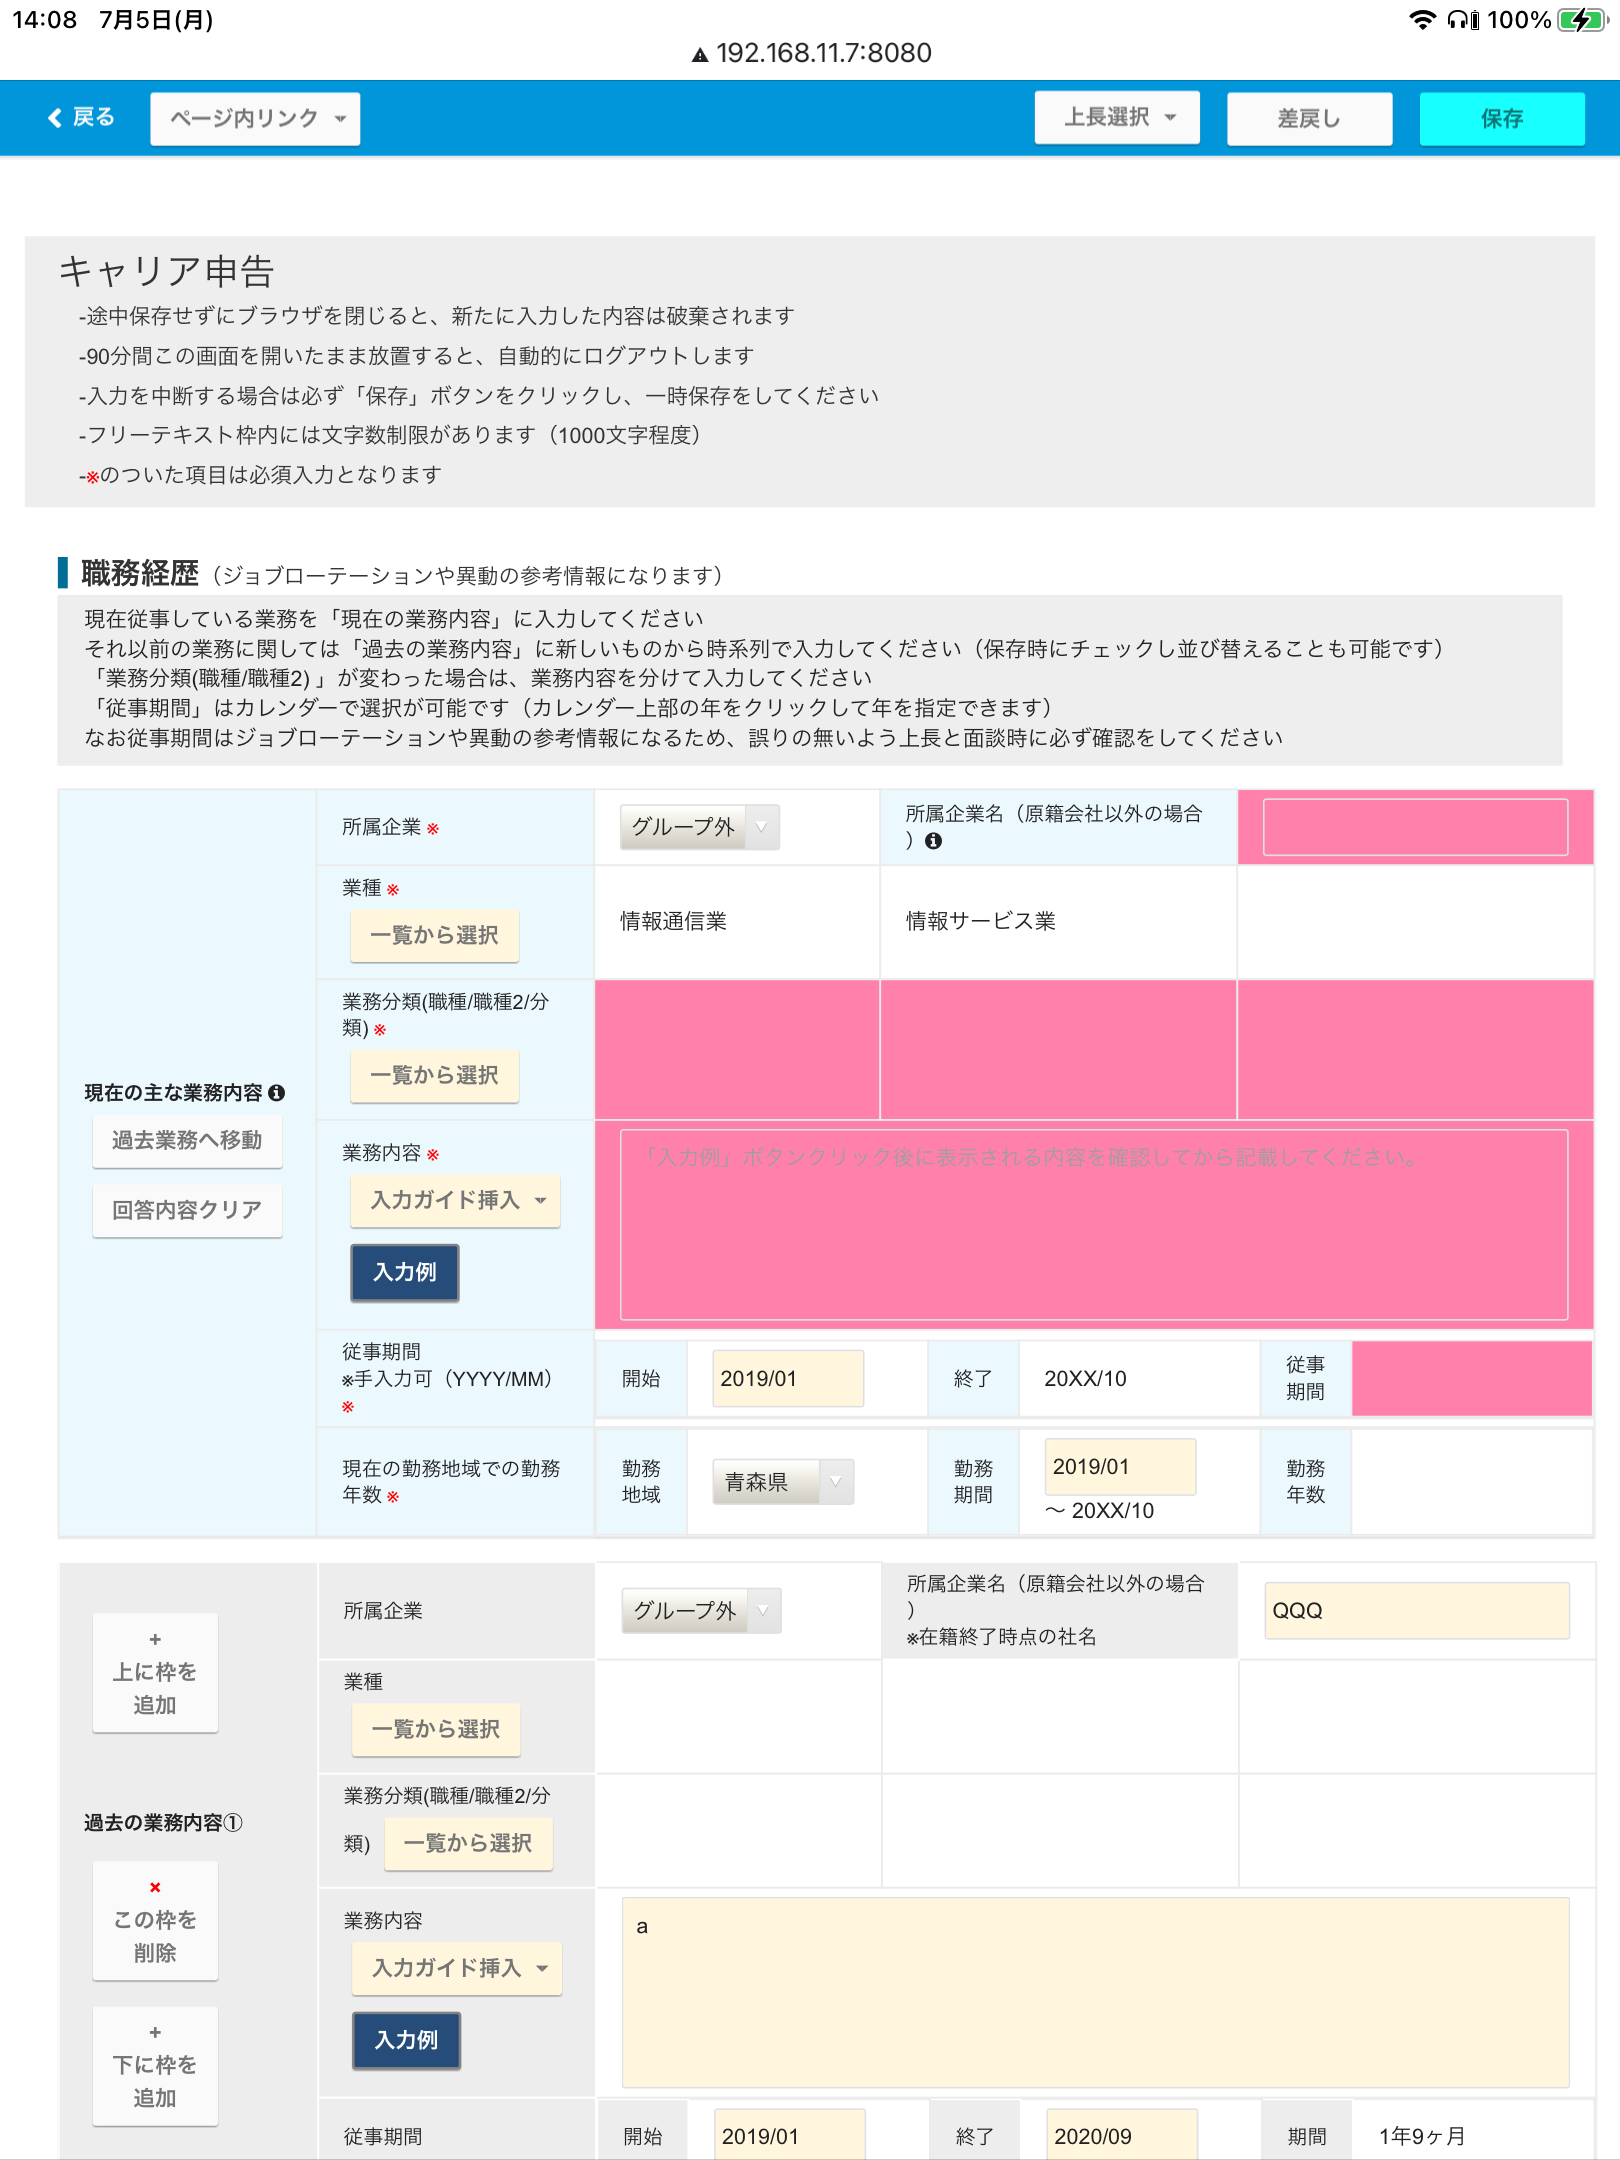 14:08 7月5日(月) 100%
192.168.11.7:8080
戻る ページ内リンク 上長選択 差戻し 保存
キャリア申告
-途中保存せずにブラウザを閉じると、新たに入力した内容は破棄されます
-90分間この画面を開いたまま放置すると、自動的にログアウトします
-入力を中断する場合は必ず「保存」ボタンをクリックし、一時保存をしてください
-フリーテキスト枠内には文字数制限があります（1000文字程度）
-※のついた項目は必須入力となります
職務経歴（ジョブローテーションや異動の参考情報になります）
現在従事している業務を「現在の業務内容」に入力してください
それ以前の業務に関しては「過去の業務内容」に新しいものから時系列で入力してください（保存時にチェックし並び替えることも可能です）
「業務分類(職種/職種2) 」が変わった場合は、業務内容を分けて入力してください
「従事期間」はカレンダーで選択が可能です（カレンダー上部の年をクリックして年を指定できます）
なお従事期間はジョブローテーションや異動の参考情報になるため、誤りの無いよう上長と面談時に必ず確認をしてください
現在の主な業務内容
過去業務へ移動
回答内容クリア
所属企業 ※
グループ外
所属企業名（原籍会社以外の場合
）
業種 ※
一覧から選択
情報通信業
情報サービス業
業務分類(職種/職種2/分
類) ※
一覧から選択
業務内容 ※
入力ガイド挿入
入力例
「入力例」ボタンクリック後に表示される内容を確認してから記載してください。
従事期間
※手入力可（YYYY/MM）
※
開始
2019/01
終了
20XX/10
従事
期間
現在の勤務地域での勤務
年数 ※
勤務
地域
青森県
勤務
期間
2019/01
～ 20XX/10
勤務
年数
+
上に枠を
追加
過去の業務内容①
×
この枠を
削除
+
下に枠を
追加
所属企業
グループ外
所属企業名（原籍会社以外の場合
）
※在籍終了時点の社名
QQQ
業種
一覧から選択
業務分類(職種/職種2/分
類) 一覧から選択
業務内容
入力ガイド挿入
入力例
a
従事期間
開始
2019/01
終了
2020/09
期間
1年9ヶ月